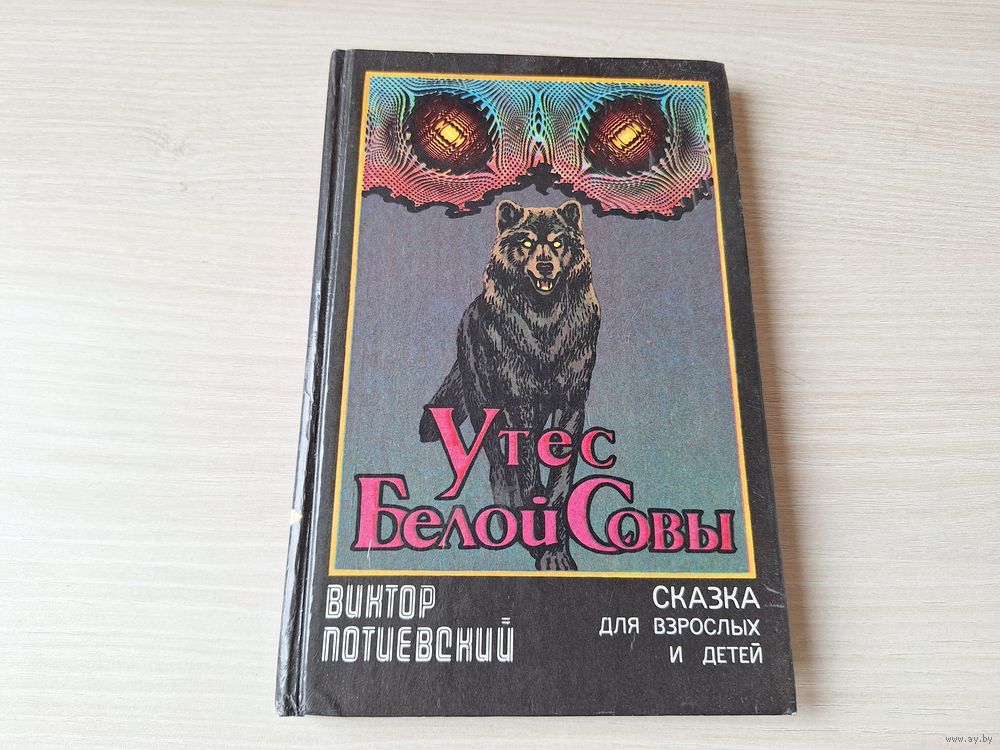 Утес
Белой Совы
Виктор
Потиевский
Сказка
для взрослых
и детей
www.ay.by